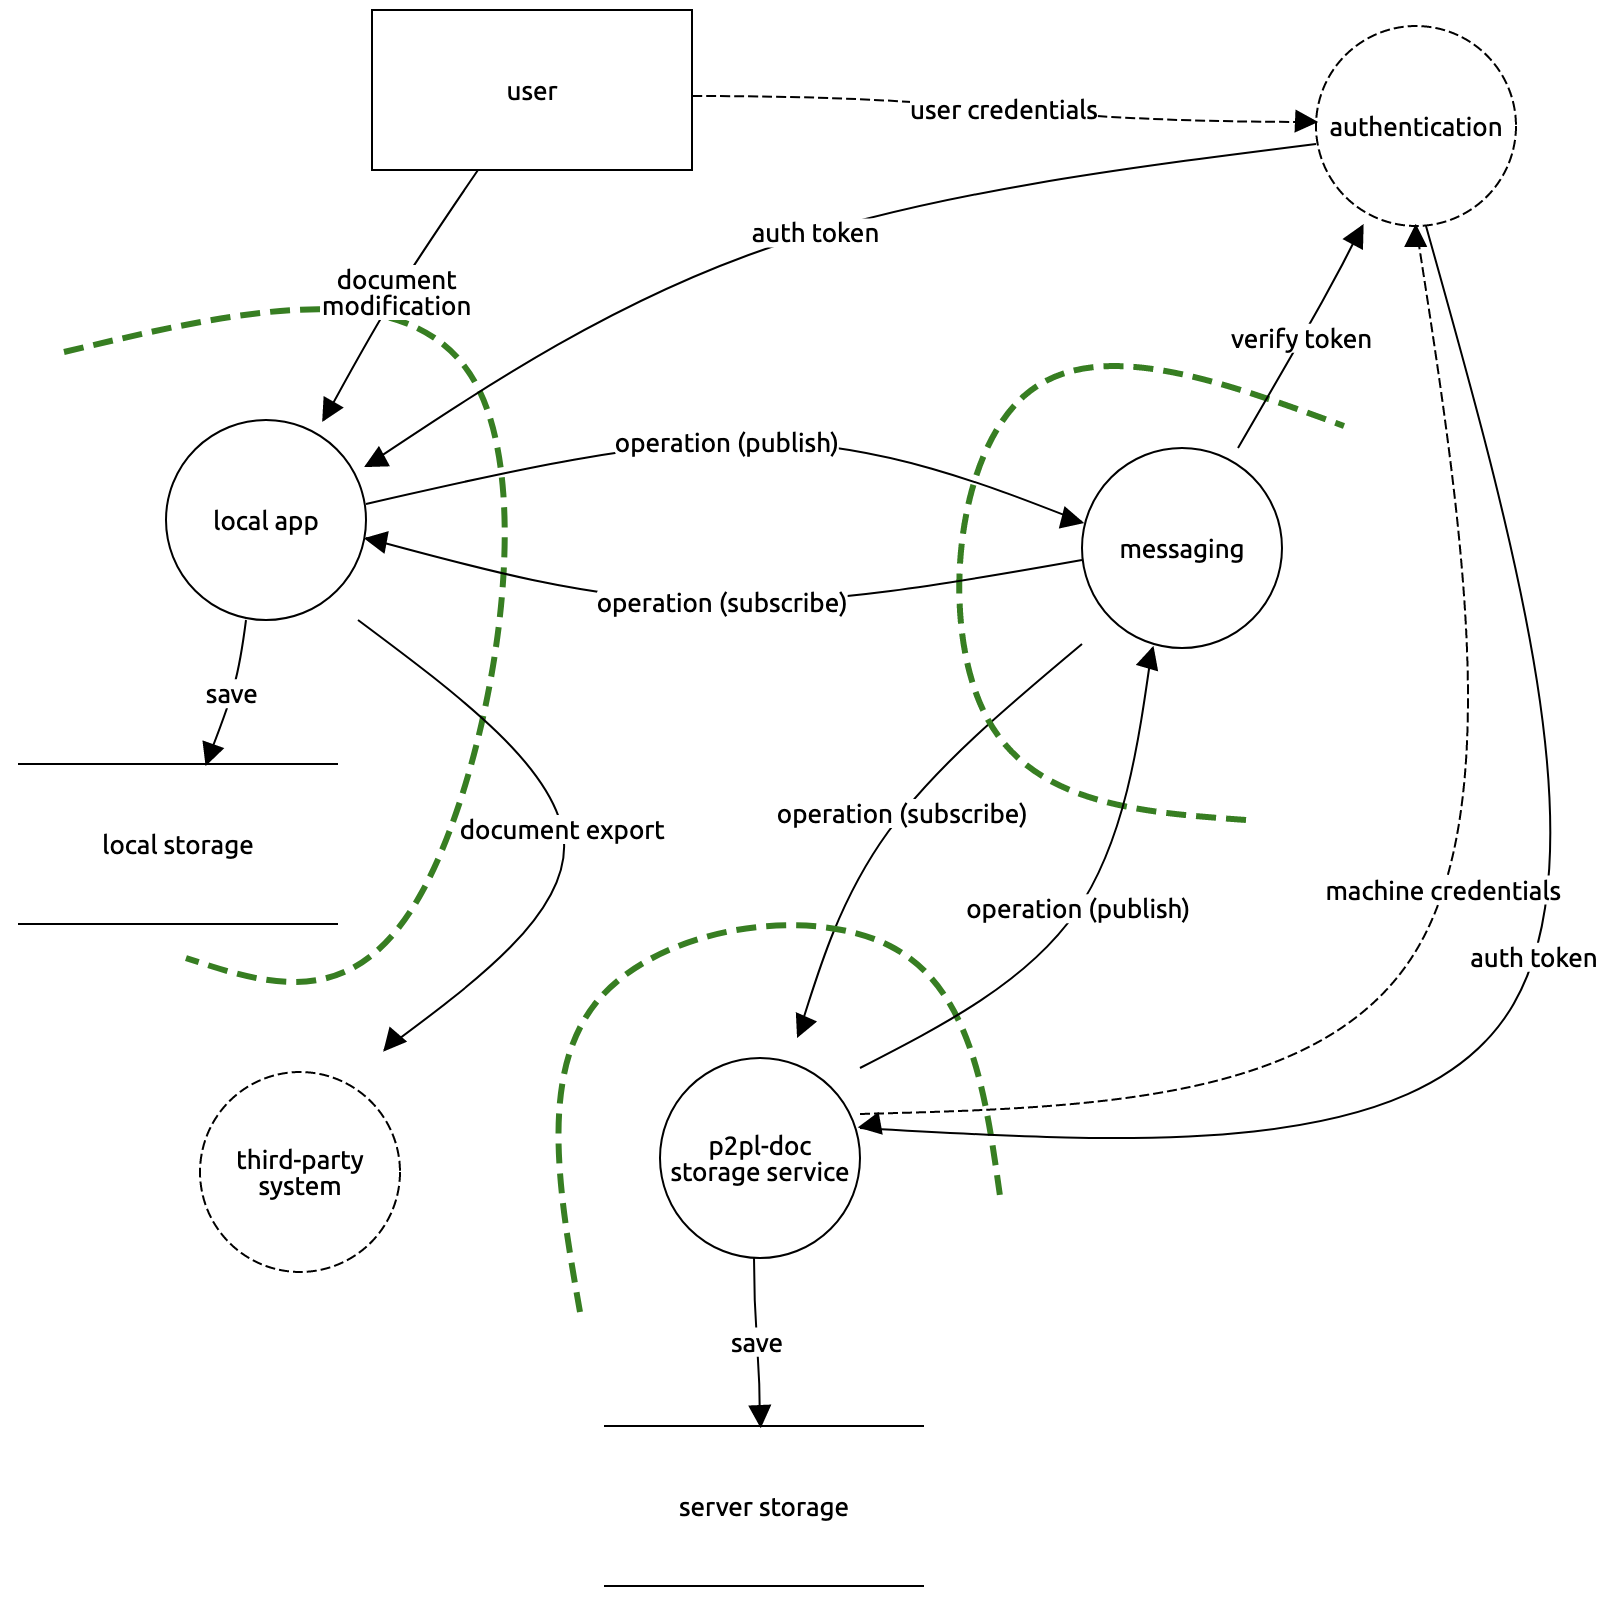 user
user credentials
authentication
auth token
document
modification
verify token
operation (publish)
local app
messaging
operation (subscribe)
save
operation (subscribe)
document export
local storage
machine credentials
operation (publish)
auth token
p2pl-doc
storage service
third-party
system
save
server storage